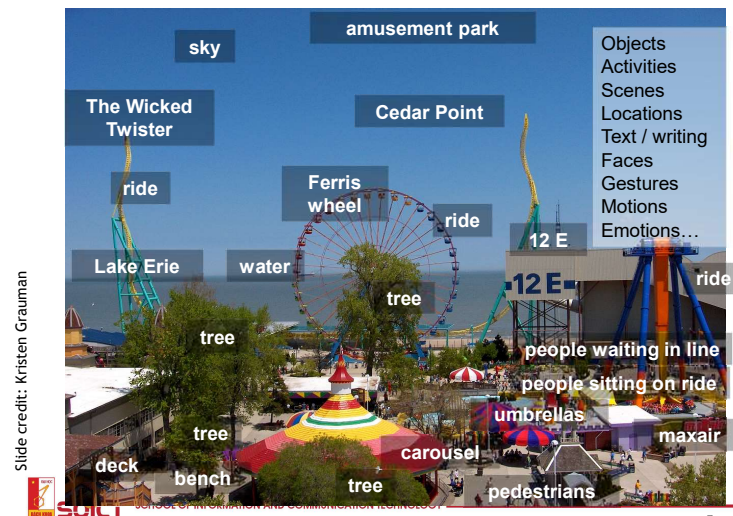 amusement park
sky
Objects
Activities
Scenes
Locations
Text / writing
Faces
Gestures
Motions
Emotions…
The Wicked
Twister
Cedar Point
ride
Ferris
wheel
ride
12 E
Lake Erie
water
12 E
ride
tree
tree
people waiting in line
people sitting on ride
umbrellas
tree
carousel
maxair
deck
bench
tree
pedestrians
Slide credit: Kristen Grauman
SCHOOL OF INFORMATION AND COMMUNICATION TECHNOLOGY